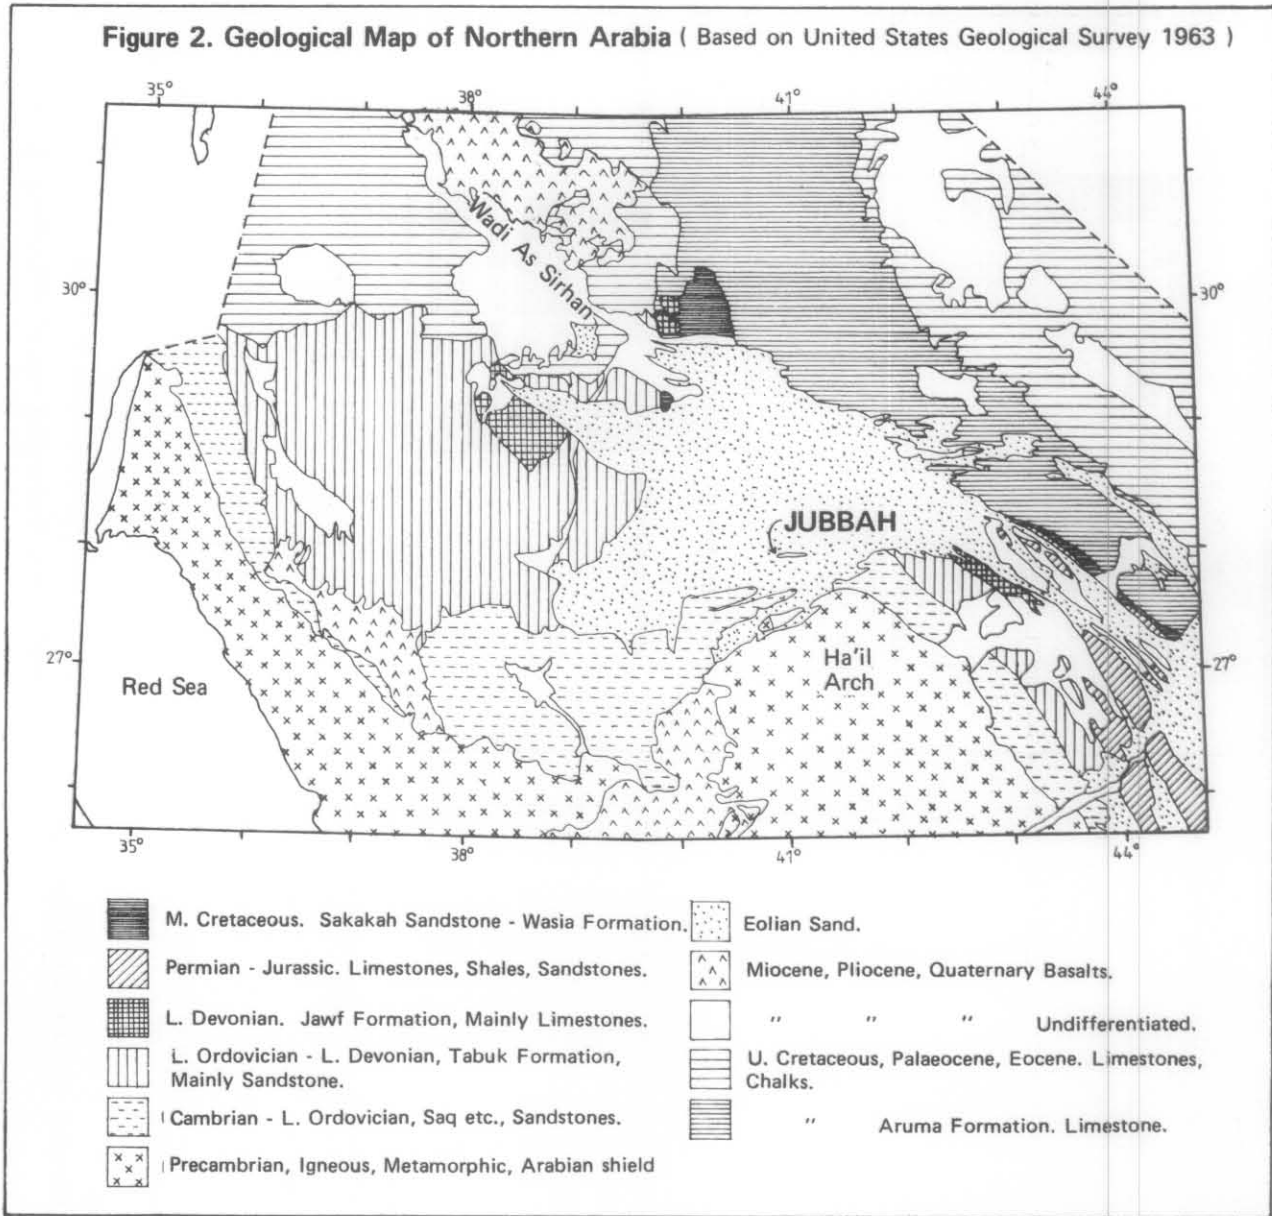 Figure 2. Geological Map of Northern Arabia ( Based on United States Geological Survey 1963 )
35° 38° 41° 44°
Wadi As Sirhan
30° 30°
JUBBAH
27° Ha'il 27°
Arch
Red Sea
35° 38° 41° 44°
M. Cretaceous. Sakakah Sandstone - Wasia Formation.
Permian - Jurassic. Limestones, Shales, Sandstones.
L. Devonian. Jawf Formation, Mainly Limestones.
L. Ordovician - L. Devonian, Tabuk Formation,
Mainly Sandstone.
Cambrian - L. Ordovician, Saq etc., Sandstones.
Precambrian, Igneous, Metamorphic, Arabian shield
Eolian Sand.
Miocene, Pliocene, Quaternary Basalts.
" " " Undifferentiated.
U. Cretaceous, Palaeocene, Eocene. Limestones,
Chalks.
" Aruma Formation. Limestone.